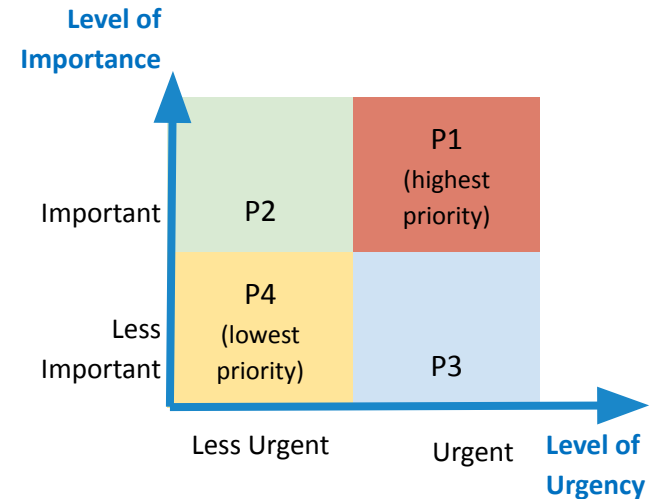 Level of
Importance
P1
(highest
priority)
Important
P2
P4
(lowest
priority)
Less
Important
P3
Less Urgent
Urgent
Level of
Urgency